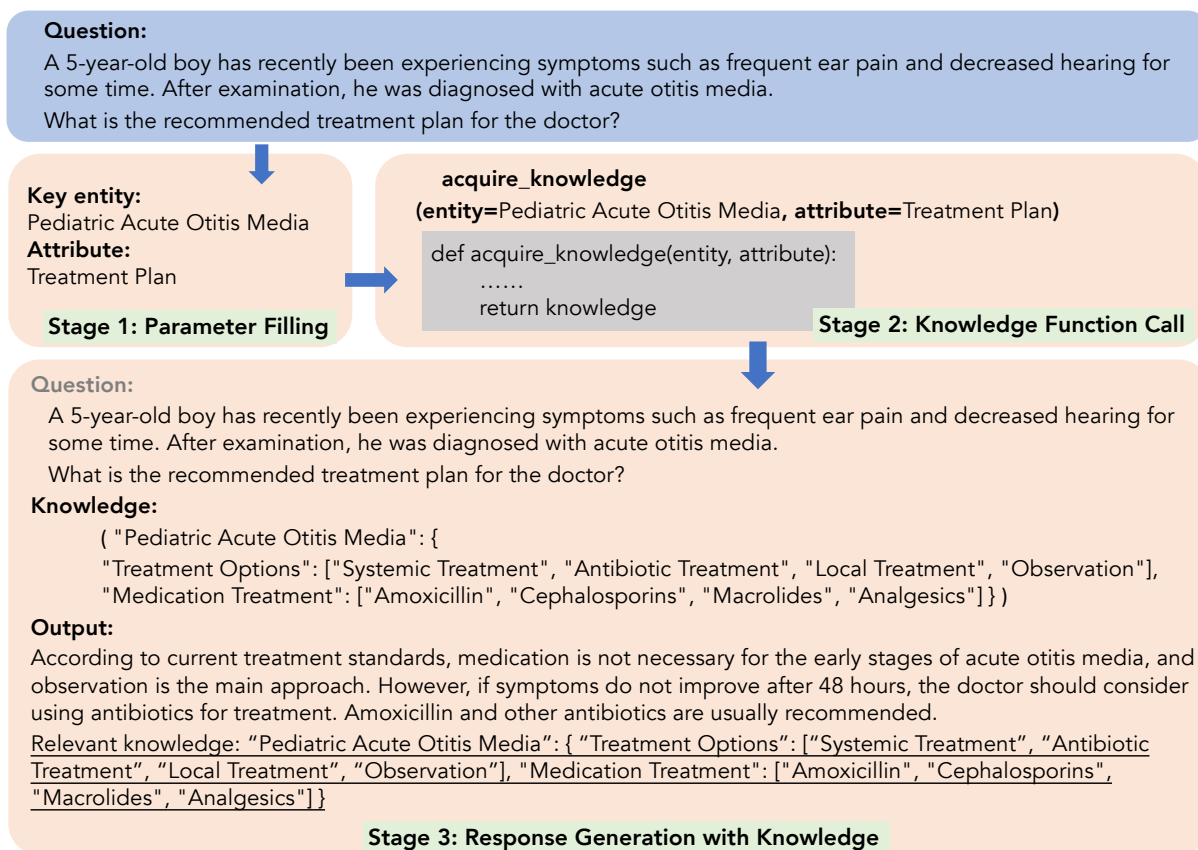 Question:
A 5-year-old boy has recently been experiencing symptoms such as frequent ear pain and decreased hearing for
some time. After examination, he was diagnosed with acute otitis media.
What is the recommended treatment plan for the doctor?
Key entity:
Pediatric Acute Otitis Media
Attribute:
Treatment Plan
Stage 1: Parameter Filling
acquire_knowledge
(entity=Pediatric Acute Otitis Media, attribute=Treatment Plan)
def acquire_knowledge(entity, attribute):
......
return knowledge
Stage 2: Knowledge Function Call
Question:
A 5-year-old boy has recently been experiencing symptoms such as frequent ear pain and decreased hearing for
some time. After examination, he was diagnosed with acute otitis media.
What is the recommended treatment plan for the doctor?
Knowledge:
( "Pediatric Acute Otitis Media": {
"Treatment Options": ["Systemic Treatment", "Antibiotic Treatment", "Local Treatment", "Observation"],
"Medication Treatment": ["Amoxicillin", "Cephalosporins", "Macrolides", "Analgesics"] } )
Output:
According to current treatment standards, medication is not necessary for the early stages of acute otitis media, and
observation is the main approach. However, if symptoms do not improve after 48 hours, the doctor should consider
using antibiotics for treatment. Amoxicillin and other antibiotics are usually recommended.
Relevant knowledge: “Pediatric Acute Otitis Media”: { “Treatment Options”: [“Systemic Treatment”, “Antibiotic
Treatment”, “Local Treatment”, “Observation”], "Medication Treatment": ["Amoxicillin", "Cephalosporins",
"Macrolides", "Analgesics"] }
Stage 3: Response Generation with Knowledge